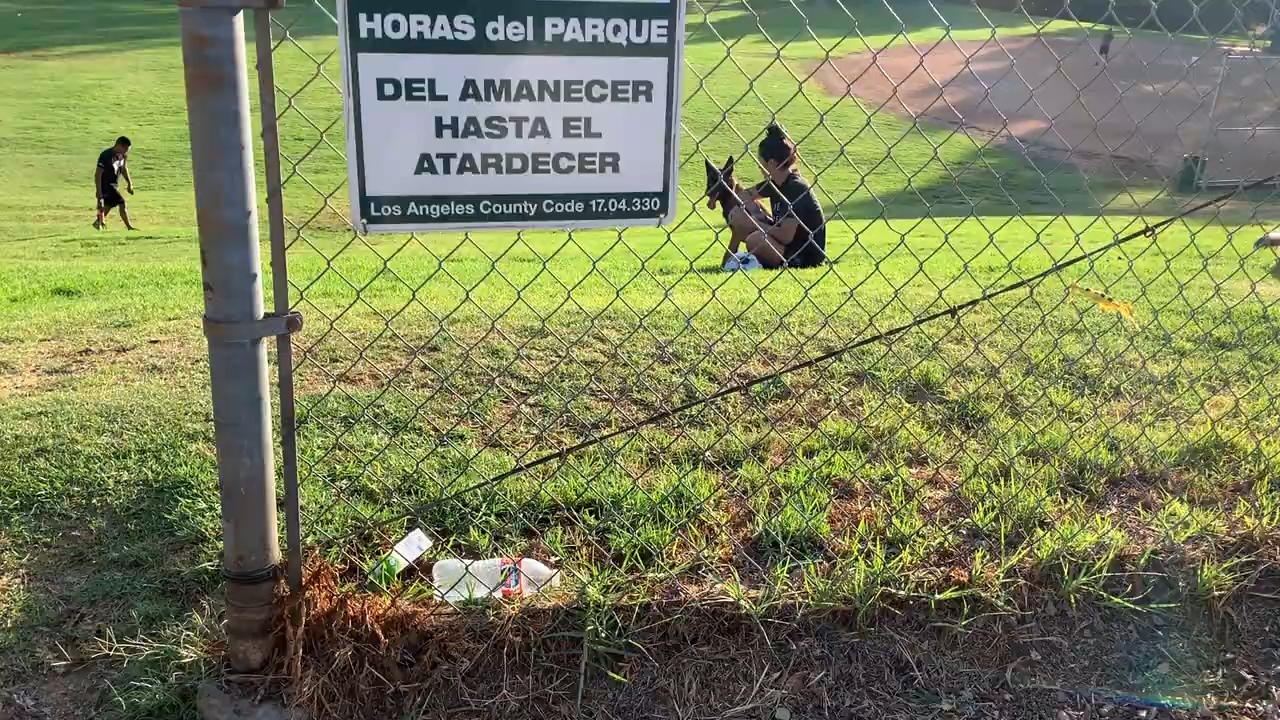 HORAS del PARQUE
DEL AMANECER
HASTA EL
ATARDECER
Los Angeles County Code 17.04.330